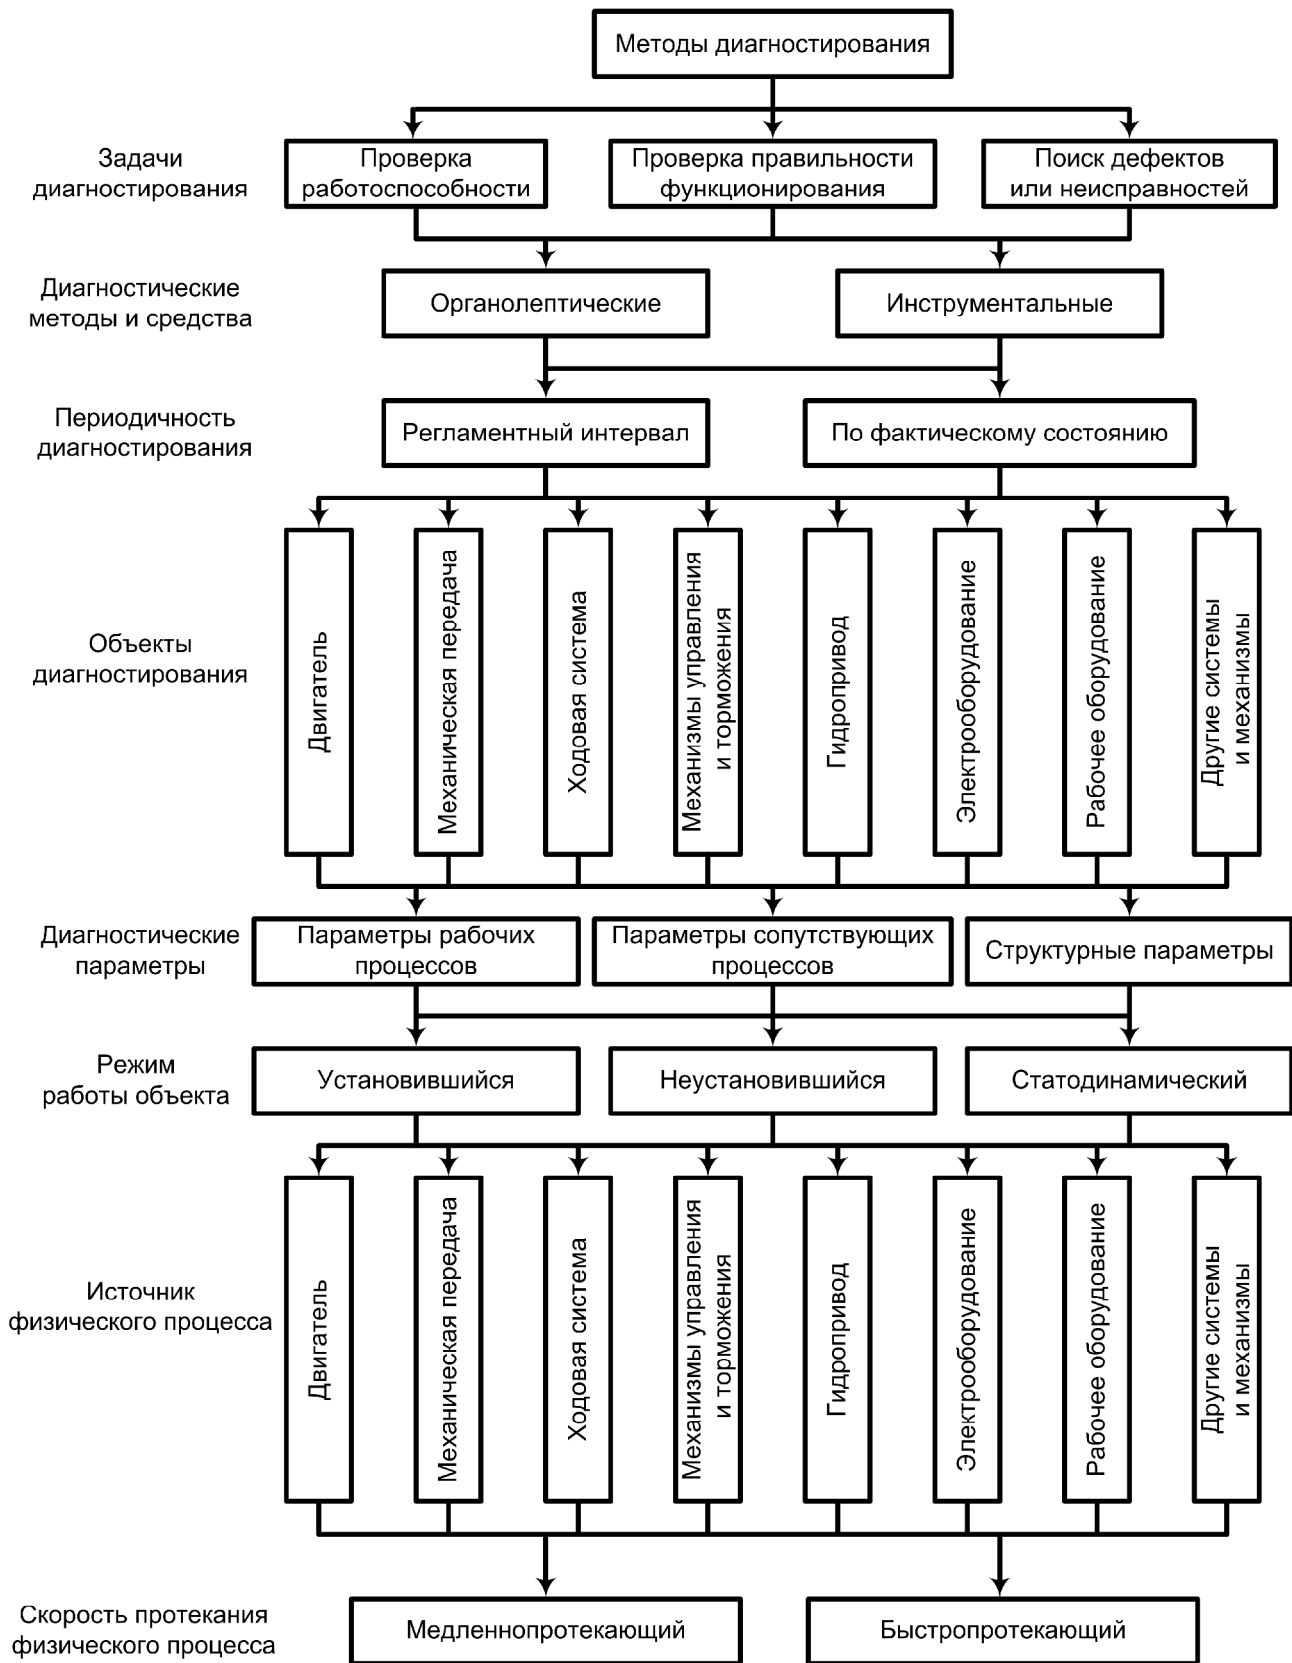 Методы диагностирования
Задачи
диагностирования
Проверка
работоспособности
Проверка правильности
функционирования
Поиск дефектов
или неисправностей
Диагностические
методы и средства
Органолептические
Инструментальные
Периодичность
диагностирования
Регламентный интервал
По фактическому состоянию
Объекты
диагностирования
Двигатель
Механическая передача
Ходовая система
Механизмы управления
и торможения
Гидропривод
Электрооборудование
Рабочее оборудование
Другие системы
и механизмы
Диагностические
параметры
Параметры рабочих
процессов
Параметры сопутствующих
процессов
Структурные параметры
Режим
работы объекта
Установившийся
Неустановившийся
Статодинамический
Источник
физического процесса
Двигатель
Механическая передача
Ходовая система
Механизмы управления
и торможения
Гидропривод
Электрооборудование
Рабочее оборудование
Другие системы
и механизмы
Скорость протекания
физического процесса
Медленнопротекающий
Быстропротекающий